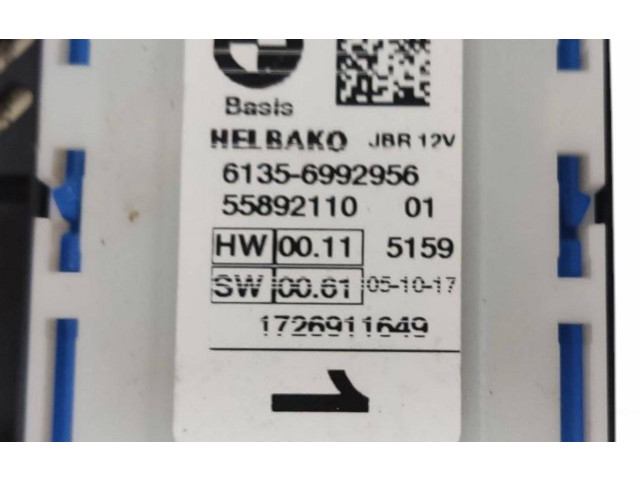 Basis
HELBAKO JBR 12V
6135-6992956
55892110 01
HW 00.11 5159
SW 00.61 05-10-17
1726911649
1